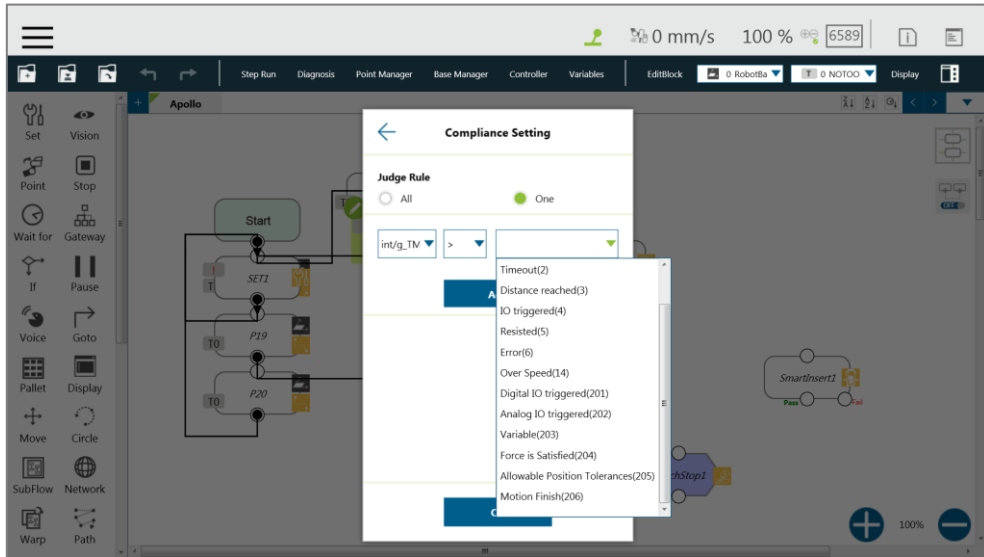 0 mm/s 100 % 6589
Step Run Diagnosis Point Manager Base Manager Controller Variables EditBlock 0 RobotBa T 0 NOTOO Display
Apollo
Set Vision
Point Stop
Wait for Gateway
If Pause
Voice Goto
Pallet Display
Move Circle
SubFlow Network
Warp Path
Start
T
SET1
T0
P19
T0
P20
Compliance Setting
Judge Rule
All One
int/g_TM >
Timeout(2)
Distance reached(3)
IO triggered(4)
Resisted(5)
Error(6)
Over Speed(14)
Digital IO triggered(201)
Analog IO triggered(202)
Variable(203)
Force is Satisfied(204)
Allowable Position Tolerances(205)
Motion Finish(206)
SmartInsert1
Pass Fail
chStop1
OFF
100%